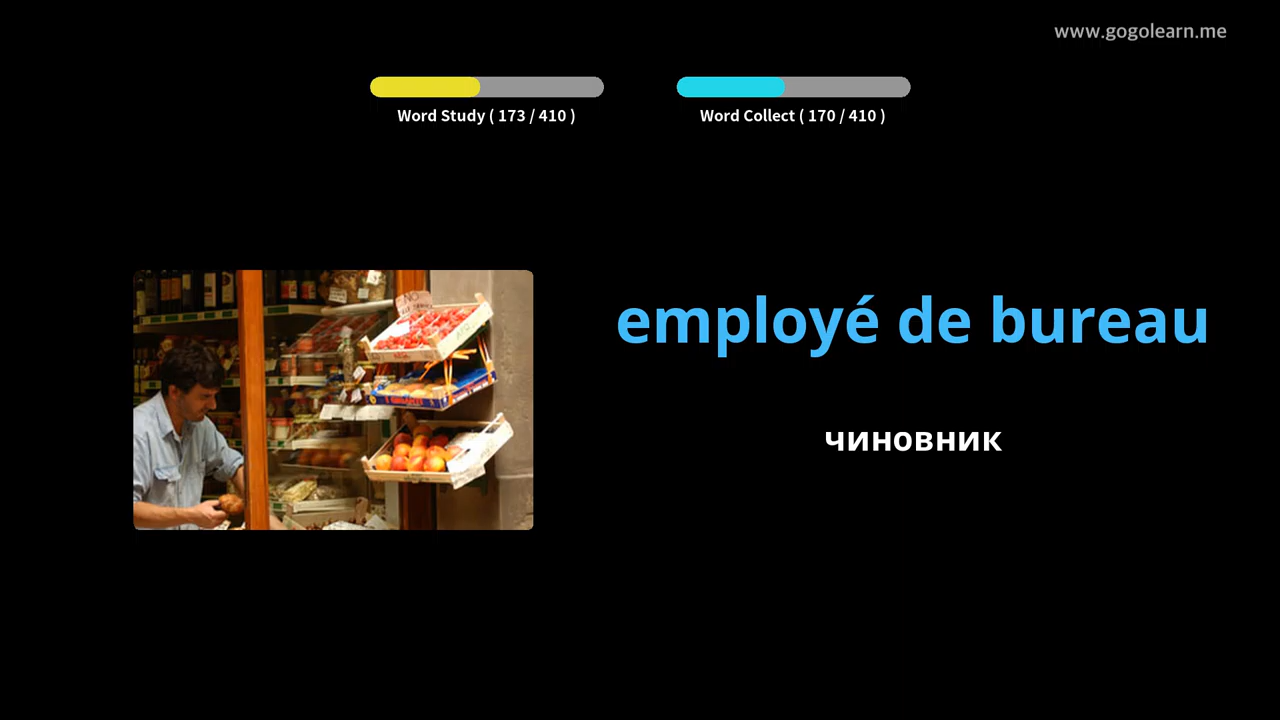 www.gogolearn.me
Word Study ( 173 / 410 )
Word Collect ( 170 / 410 )
employé de bureau
чиновник